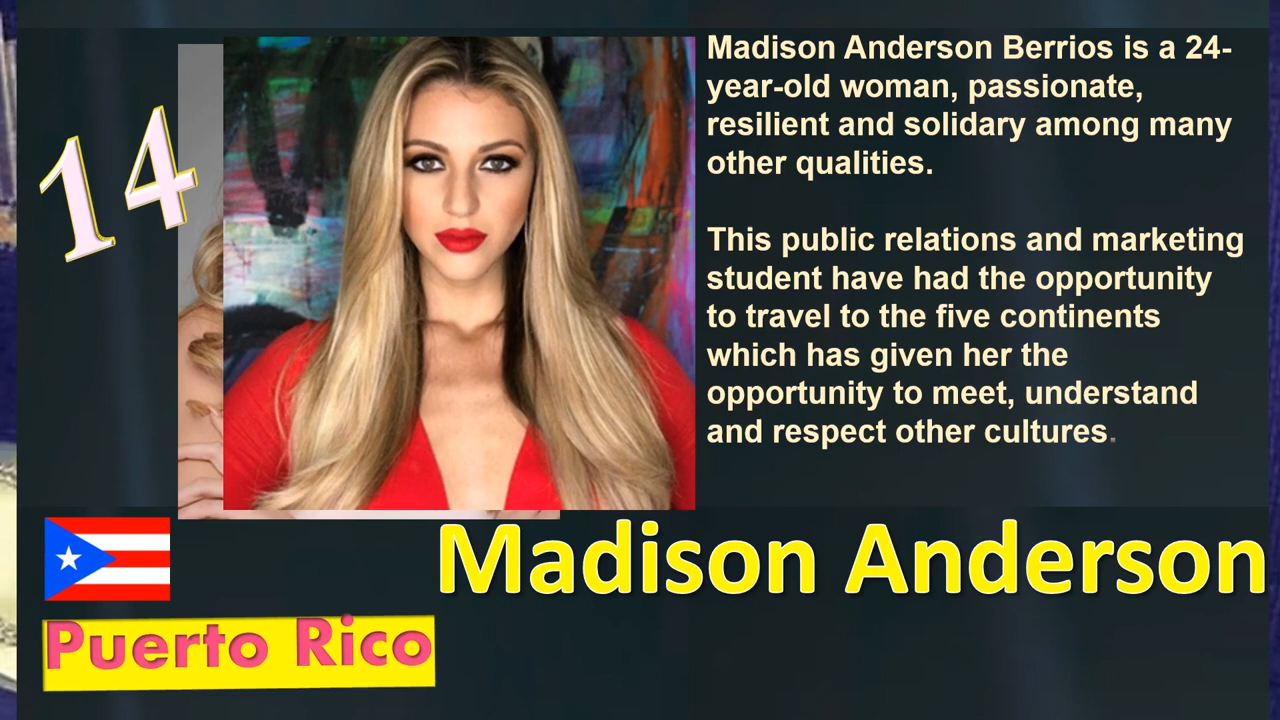 14
Madison Anderson Berrios is a 24-
year-old woman, passionate,
resilient and solidary among many
other qualities.
This public relations and marketing
student have had the opportunity
to travel to the five continents
which has given her the
opportunity to meet, understand
and respect other cultures.
Madison Anderson
Puerto Rico